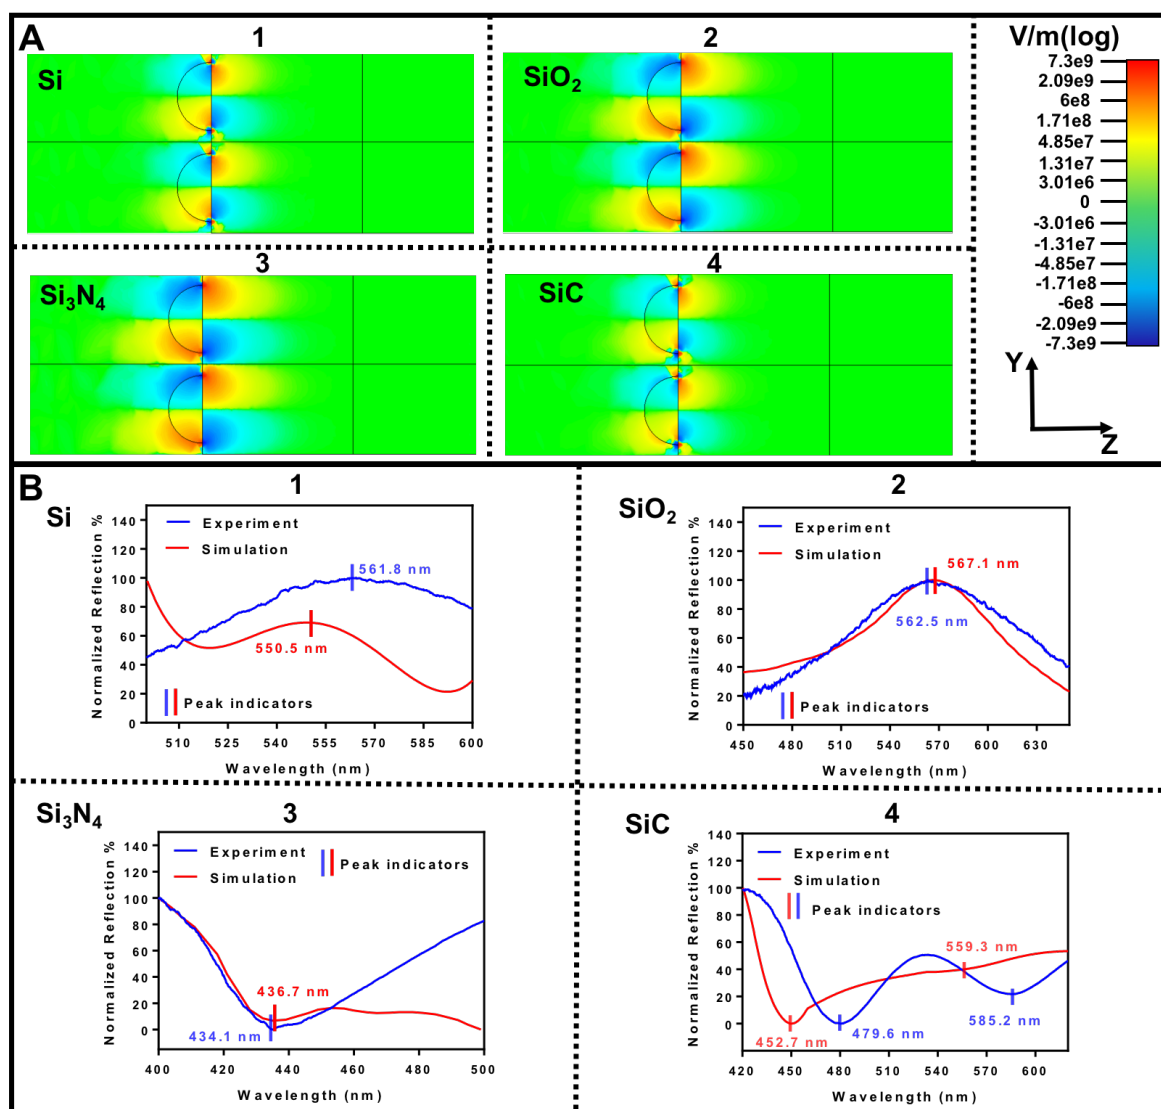 A
1
2
V/m(log)
Si
SiO2
7.3e9
2.09e9
6e8
1.71e8
4.85e7
1.31e7
3.01e6
0
-3.01e6
-1.31e7
-4.85e7
-1.71e8
-6e8
-2.09e9
-7.3e9
3
4
Si3N4
SiC
Y
Z
B
1
Si
Normalized Reflection %
140
120
100
80
60
40
20
0
Experiment
Simulation
561.8 nm
550.5 nm
Peak indicators
510 525 540 555 570 585 600
Wavelength (nm)
2
SiO2
Normalized Reflection %
140
120
100
80
60
40
20
0
Experiment
Simulation
567.1 nm
562.5 nm
Peak indicators
450 480 510 540 570 600 630
Wavelength (nm)
3
Si3N4
Normalized Reflection %
140
120
100
80
60
40
20
0
Experiment
Simulation
Peak indicators
436.7 nm
434.1 nm
400 420 440 460 480 500
Wavelength (nm)
4
SiC
Normalized Reflection %
140
120
100
80
60
40
20
0
Experiment
Simulation
Peak indicators
559.3 nm
585.2 nm
479.6 nm
452.7 nm
420 450 480 510 540 570 600
Wavelength (nm)